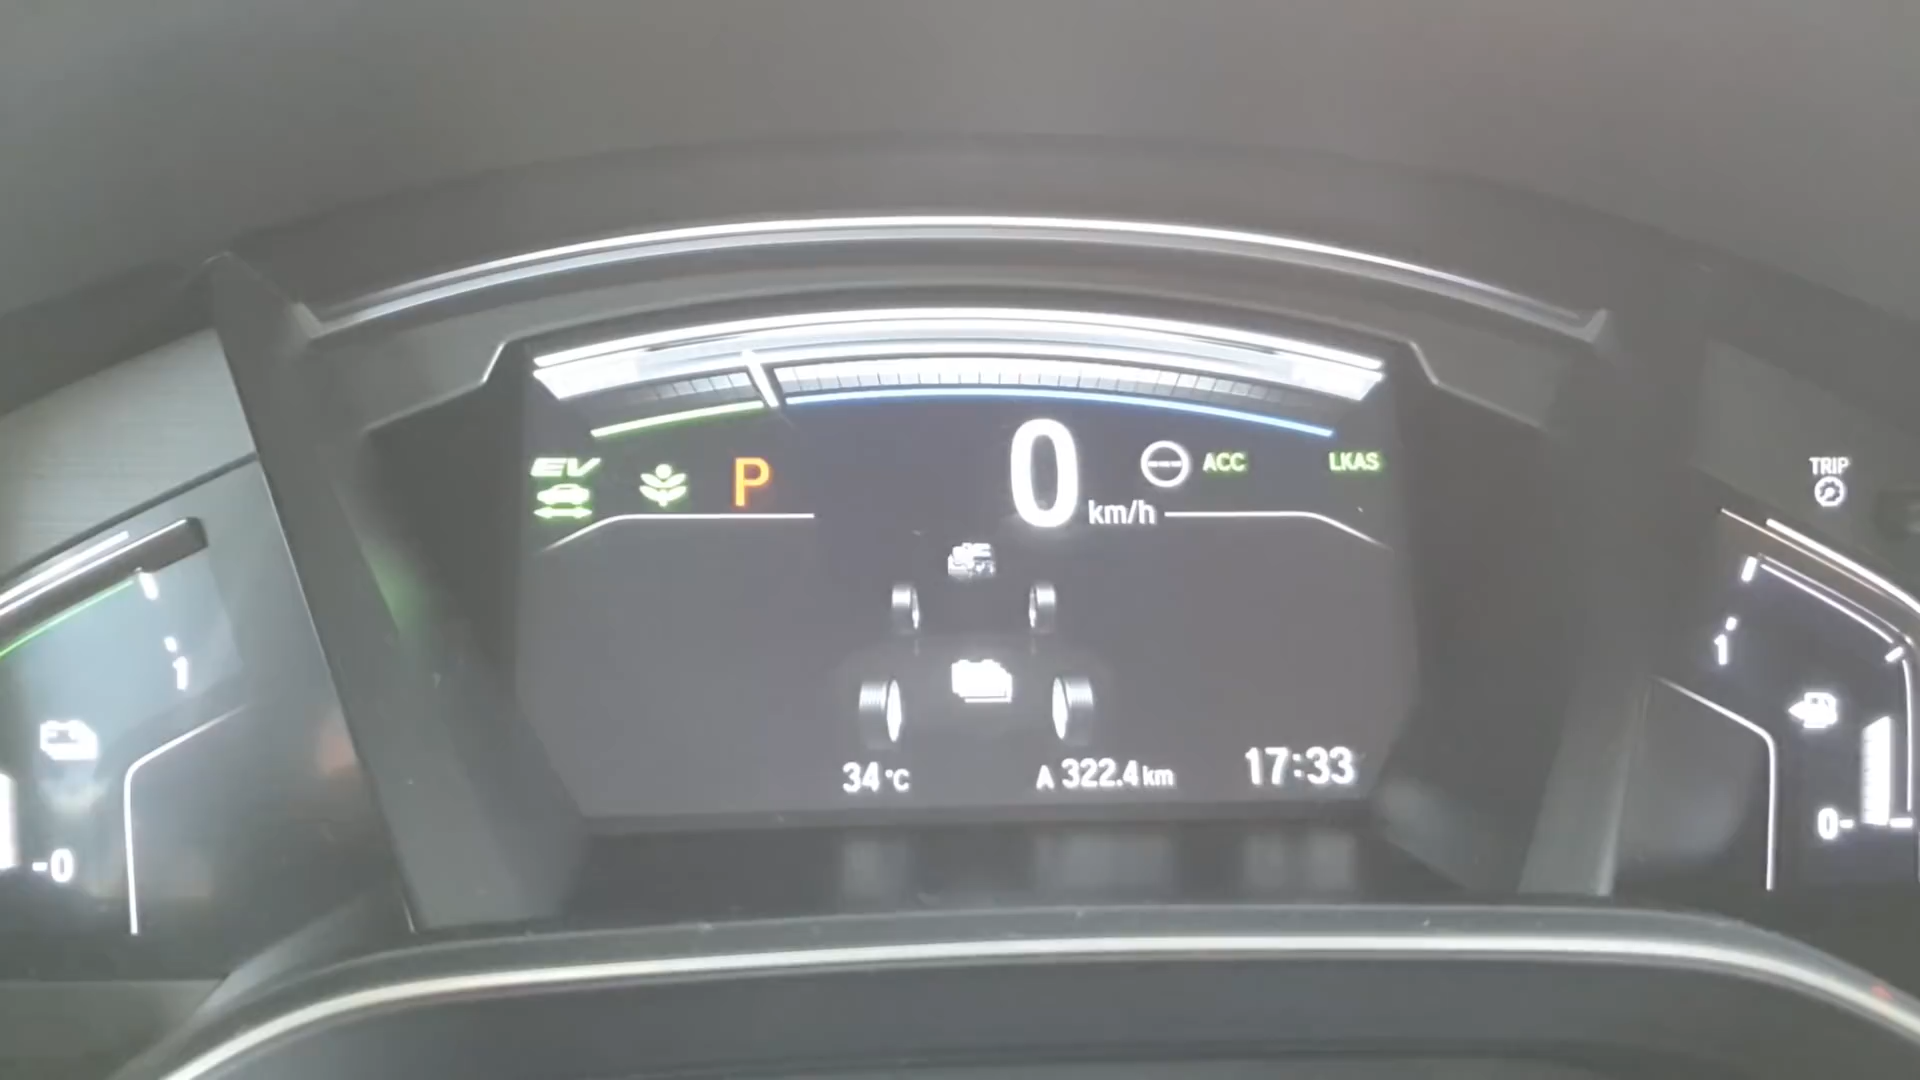 EV
P
0
km/h
ACC
LKAS
TRIP
1
1
-0
0-
34°C
A 322.4 km
17:33